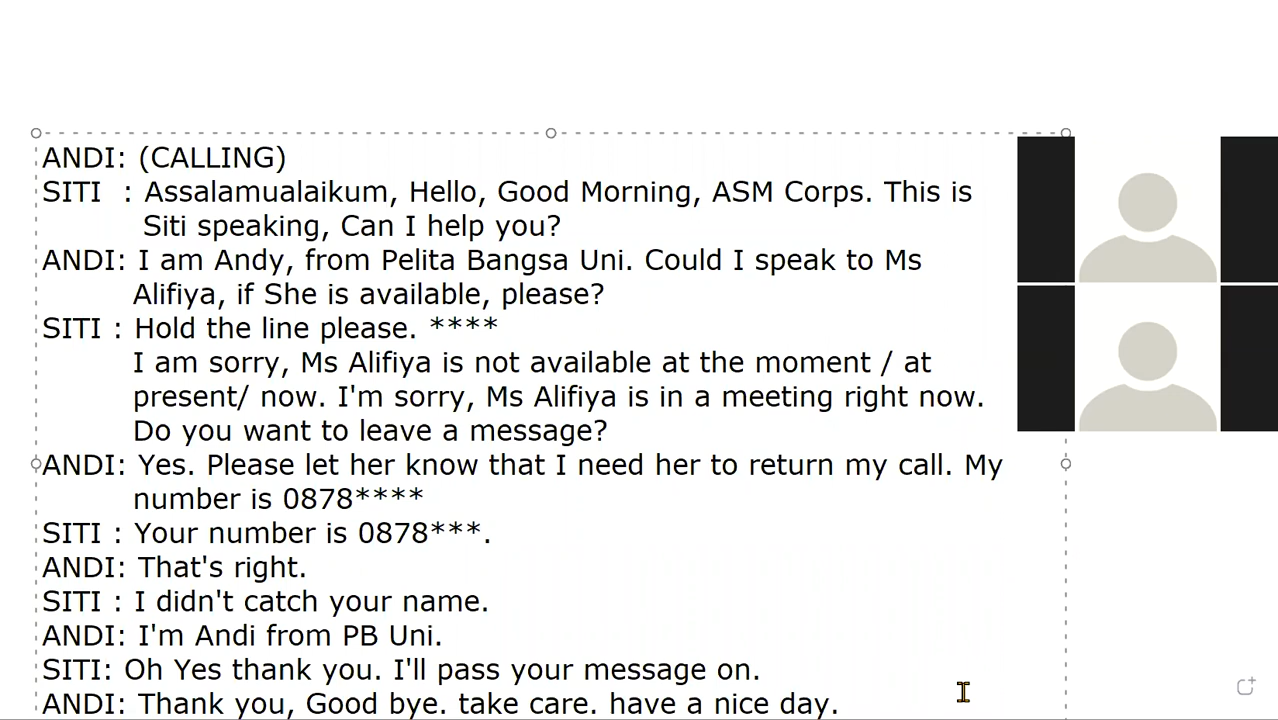 ANDI: (CALLING)
SITI : Assalamualaikum, Hello, Good Morning, ASM Corps. This is
Siti speaking, Can I help you?
ANDI: I am Andy, from Pelita Bangsa Uni. Could I speak to Ms
Alifiya, if She is available, please?
SITI : Hold the line please. ****
I am sorry, Ms Alifiya is not available at the moment / at
present/ now. I'm sorry, Ms Alifiya is in a meeting right now.
Do you want to leave a message?
ANDI: Yes. Please let her know that I need her to return my call. My
number is 0878****
SITI : Your number is 0878***.
ANDI: That's right.
SITI : I didn't catch your name.
ANDI: I'm Andi from PB Uni.
SITI: Oh Yes thank you. I'll pass your message on.
ANDI: Thank you, Good bye. take care. have a nice day.